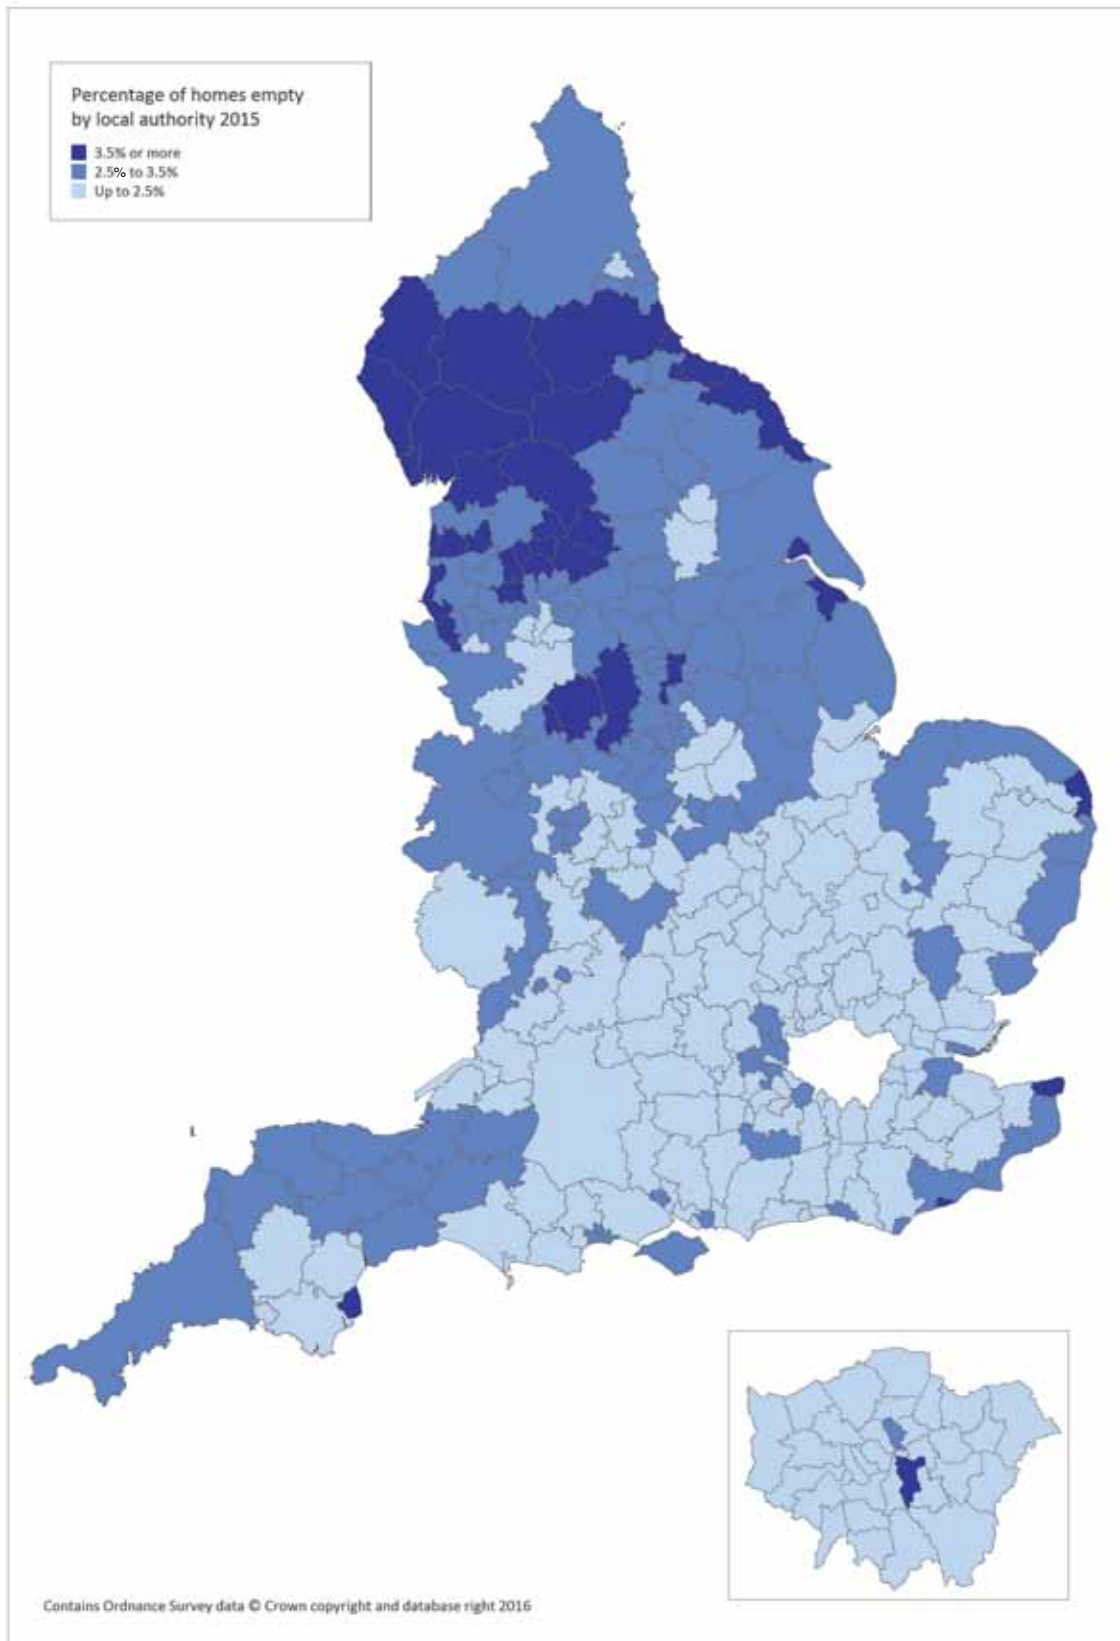 Percentage of homes empty
by local authority 2015
3.5% or more
2.5% to 3.5%
Up to 2.5%
Contains Ordnance Survey data © Crown copyright and database right 2016